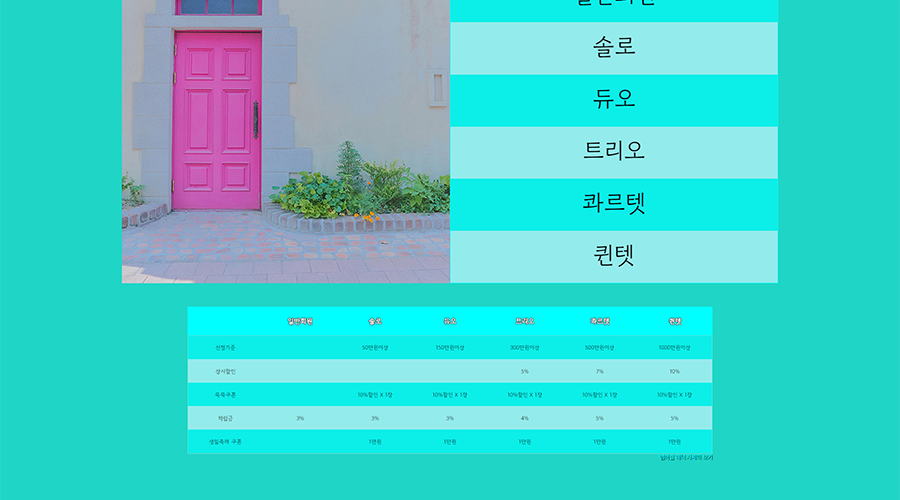 일반회원
솔로
듀오
트리오
콰르텟
퀸텟
일반회원 솔로 듀오 트리오 콰르텟 퀸텟
선정기준 50만원이상 150만원이상 300만원이상 500만원이상 1000만원이상
상시할인 5% 7% 10%
10%할인 X 1장 10%할인 X 1장 10%할인 X 1장 10%할인 X 1장 10%할인 X 1장
적립금 3% 3% 3% 4% 5% 5%
생일축하 쿠폰 1만원 1만원 1만원 1만원 1만원